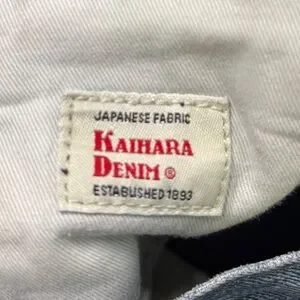 JAPANESE FABRIC
KAIHARA
DENIM ®
ESTABLISHED 1893